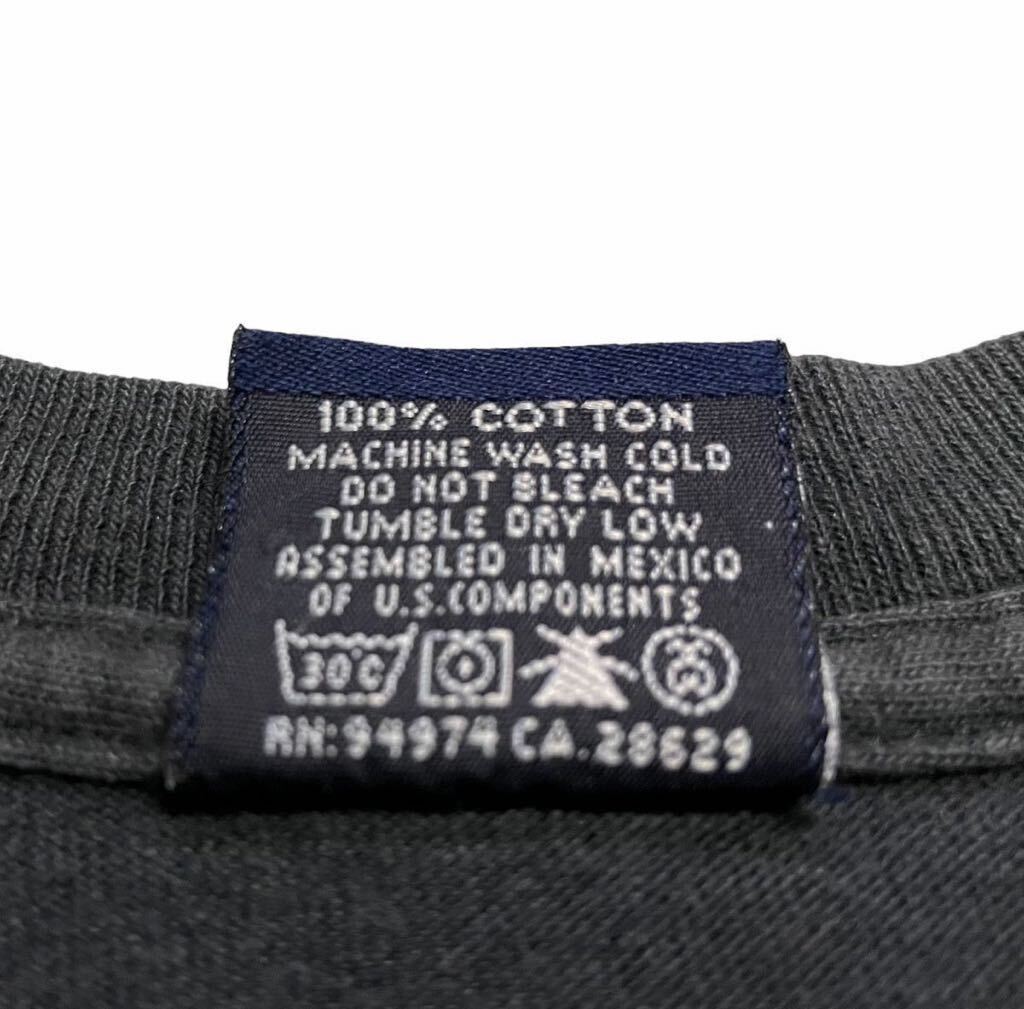 100% COTTON
MACHINE WASH COLD
DO NOT BLEACH
TUMBLE DRY LOW
ASSEMBLED IN MEXICO
OF U.S.COMPONENTS
30C
RN:94974 CA.28629